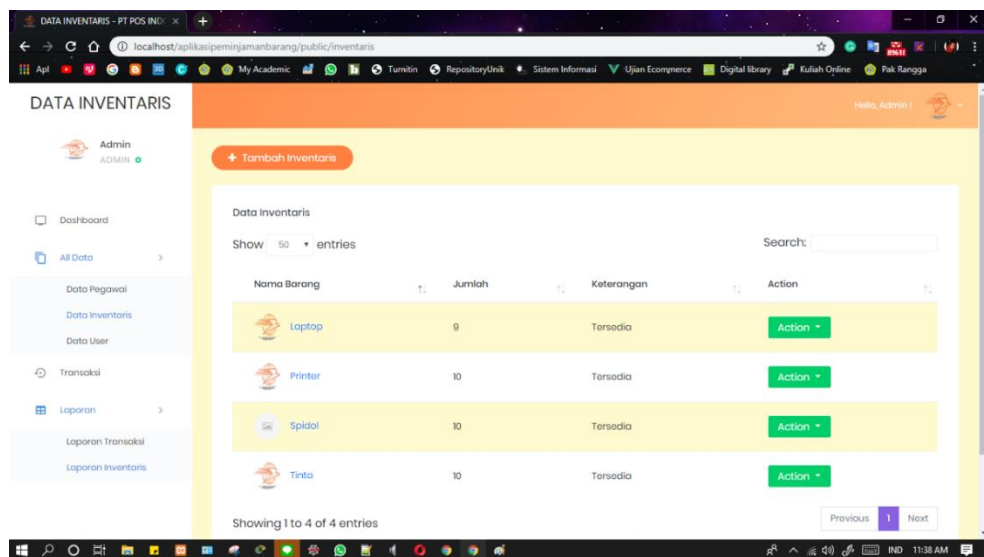 DATA INVENTARIS - PT POS IND
localhost/aplikasipeminjamanbarang/public/inventaris
Apl
My Academic
Turnitin
RepositoryUnik
Sistem Informasi
Ujian Ecommerce
Digital library
Kuliah Online
Pak Rangga
DATA INVENTARIS
Hello, Admin !
Admin
ADMIN
+ Tambah Inventaris
Dashboard
All Data
Data Pegawai
Data Inventaris
Data User
Transaksi
Laporan
Laporan Transaksi
Laporan Inventaris
Data Inventaris
Show 50 entries
Search:
Nama Barang Jumlah Keterangan Action
Laptop 9 Tersedia Action
Printer 10 Tersedia Action
Spidol 10 Tersedia Action
Tinta 10 Tersedia Action
Showing 1 to 4 of 4 entries
Previous 1 Next
IND 11:38 AM